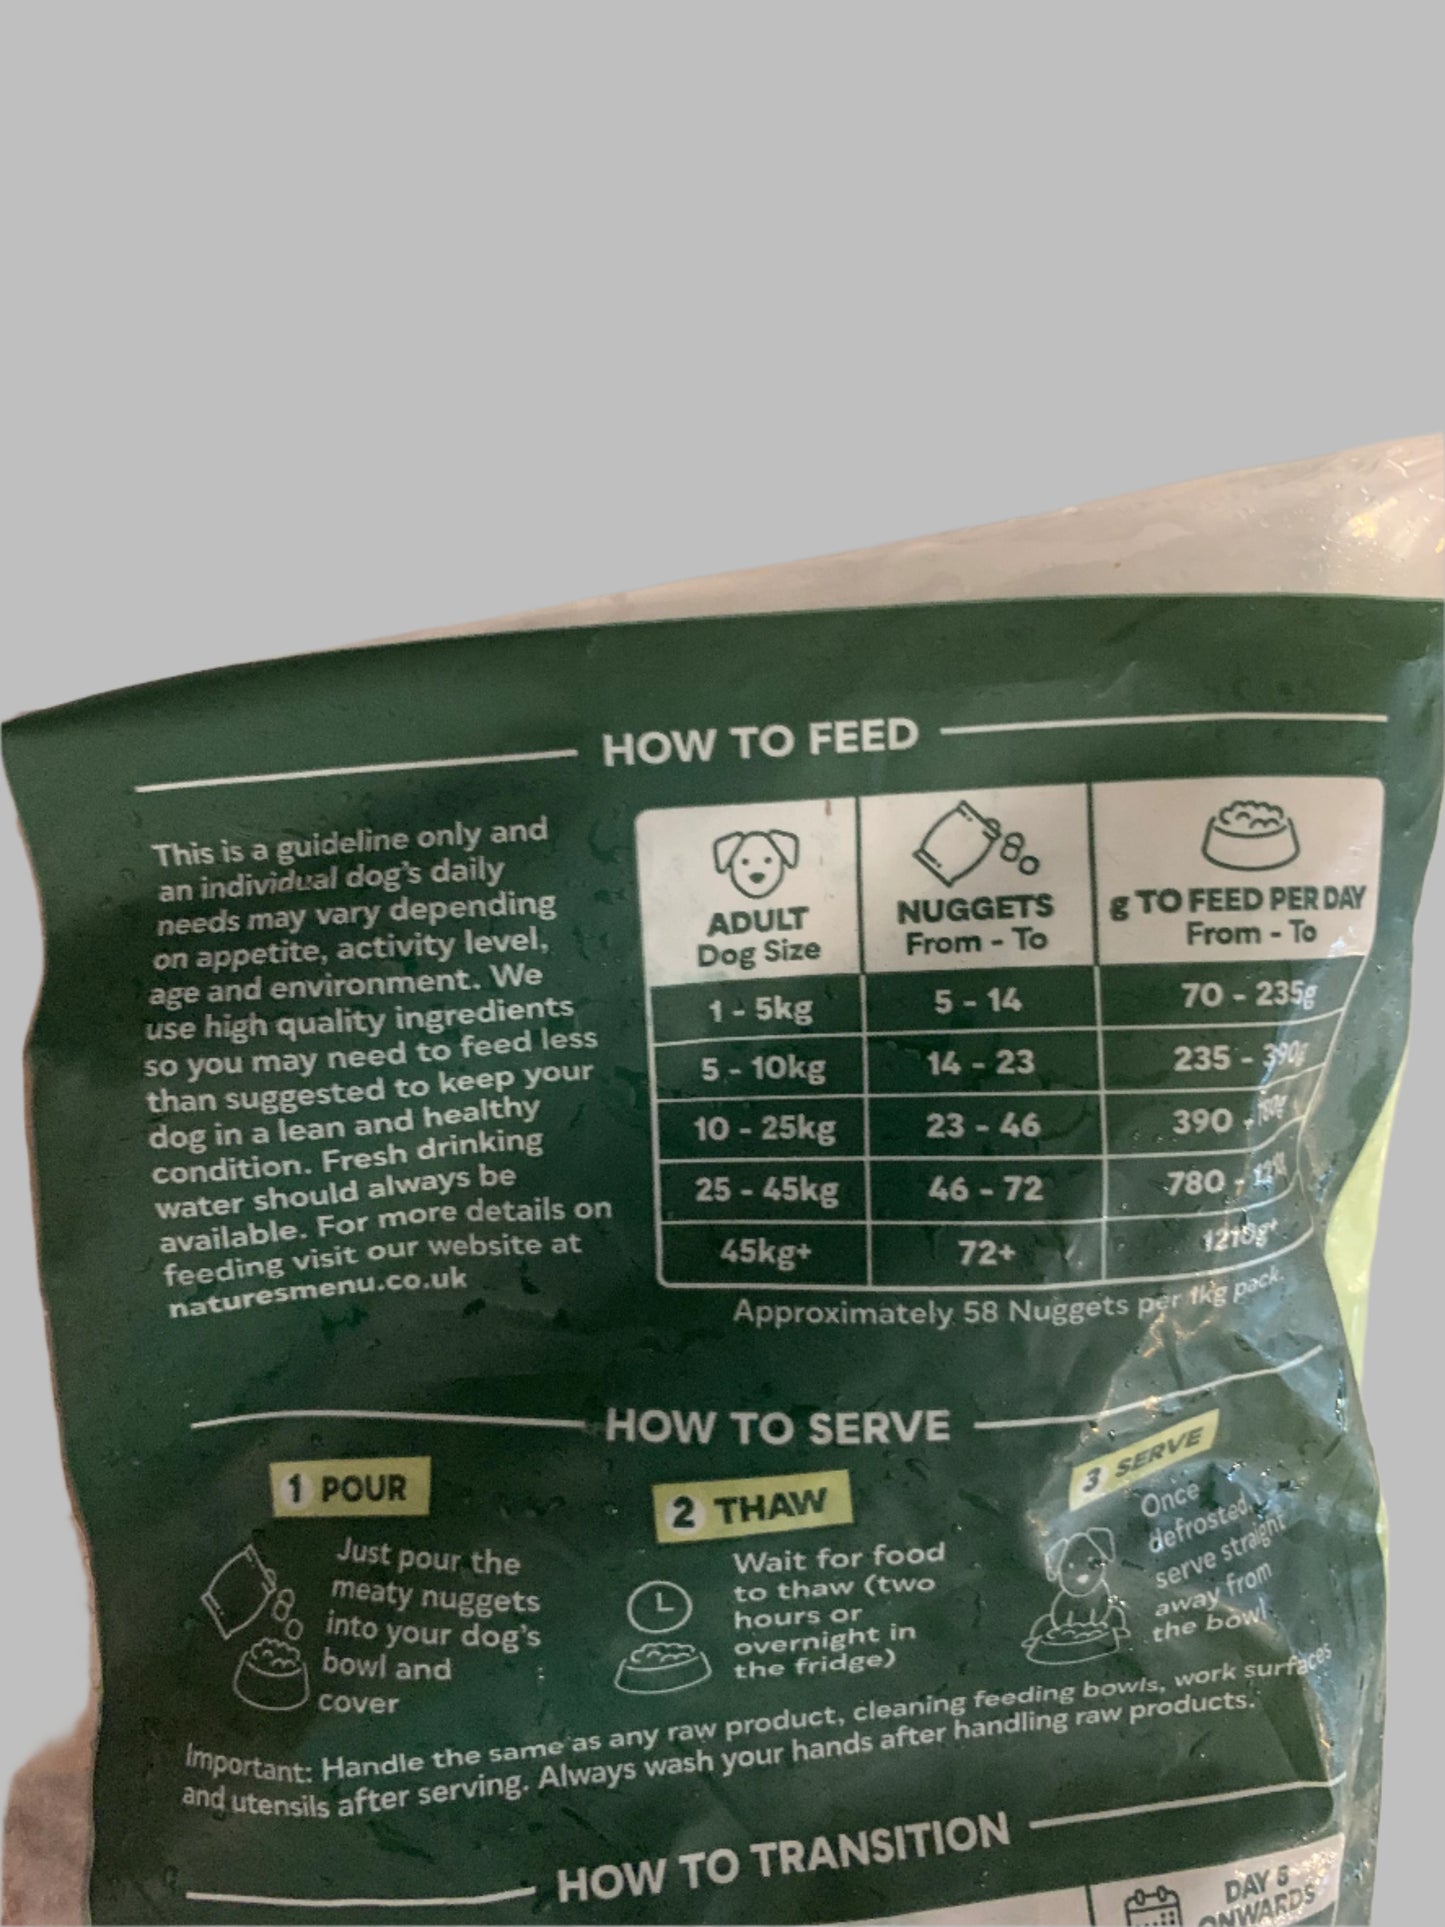 HOW TO FEED
This is a guideline only and
an individual dog's daily
needs may vary depending
on appetite, activity level,
age and environment. We
use high quality ingredients
so you may need to feed less
than suggested to keep your
dog in a lean and healthy
condition. Fresh drinking
water should always be
available. For more details on
feeding visit our website at
naturesmenu.co.uk
ADULT
Dog Size
NUGGETS
From - To
g TO FEED PER DAY
From - To
1 - 5kg 5 - 14 70 - 235g
5 - 10kg 14 - 23 235 - 390g
10 - 25kg 23 - 46 390 - 780g
25 - 45kg 46 - 72 780 -
45kg+ 72+ 1210g+
Approximately 58 Nuggets per 1kg pack.
HOW TO SERVE
1 POUR
Just pour the
meaty nuggets
into your dog's
bowl and
cover
2 THAW
Wait for food
to thaw (two
hours or
overnight in
the fridge)
3 SERVE
Once
defrosted,
serve straight
away from
the bowl
Important: Handle the same as any raw product, cleaning feeding bowls, work surfaces
and utensils after serving. Always wash your hands after handling raw products.
HOW TO TRANSITION
DAY 5
ONWARDS